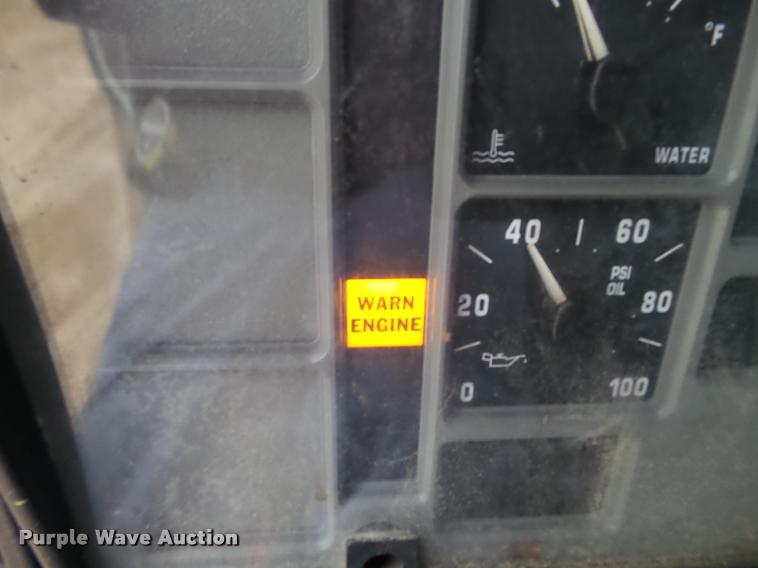 °F
WATER
40 60
PSI
OIL
20 80
0 100
WARN
ENGINE
Purple Wave Auction®